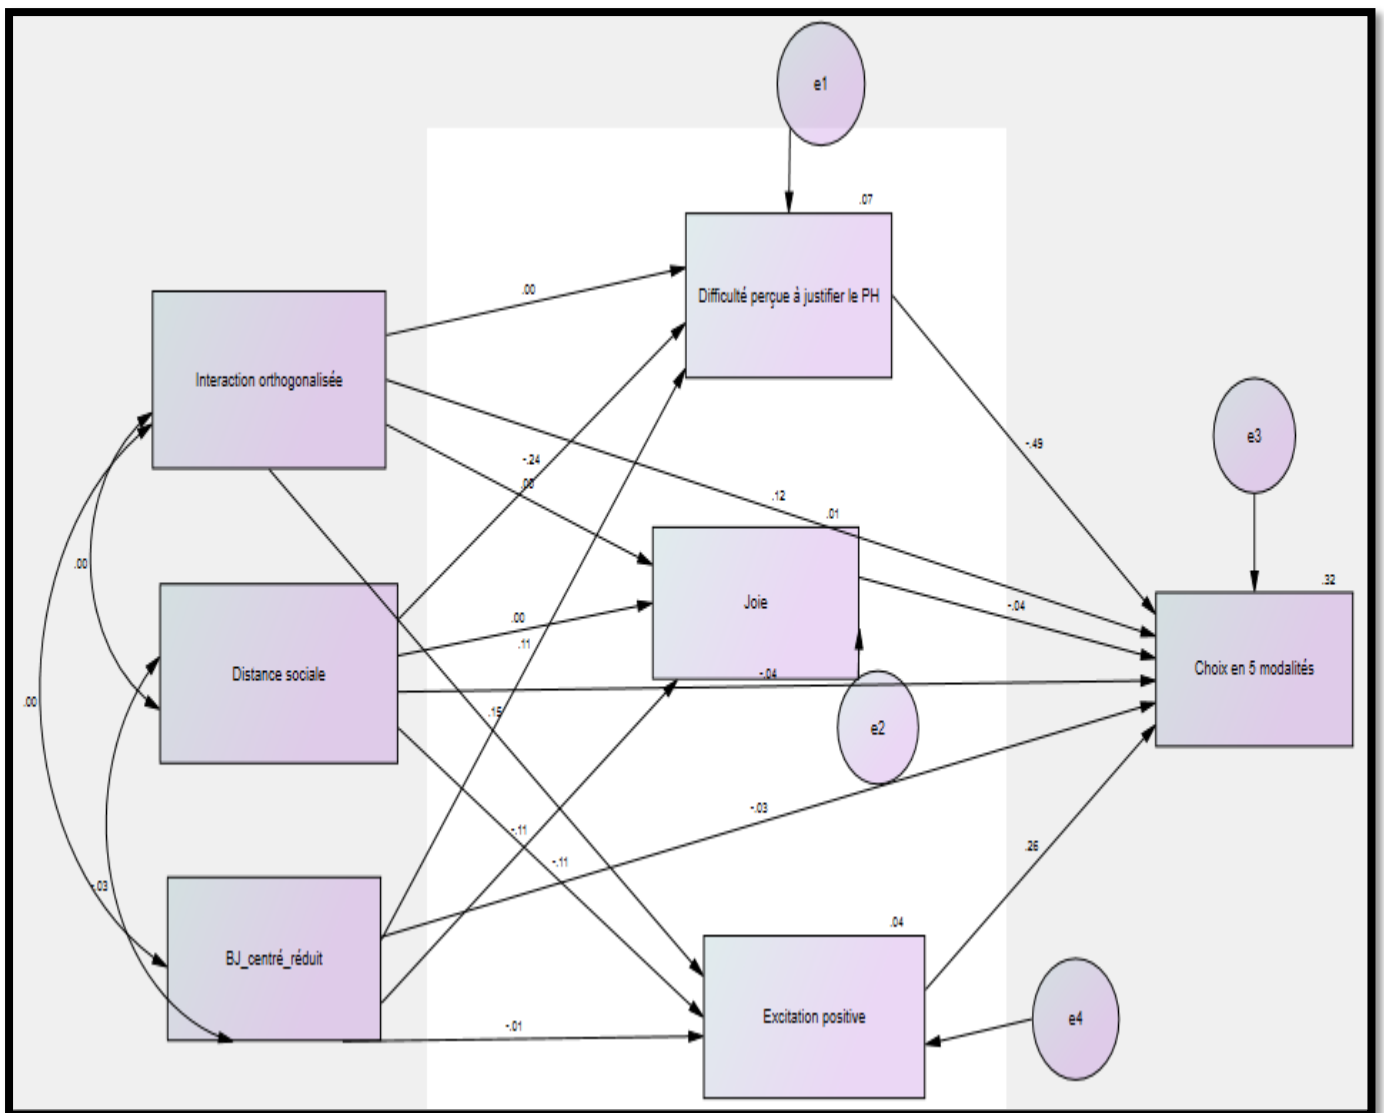 e1
.07
Difficulté perçue à justifier le PH
.00
Interaction orthogonalisée
-.49
e3
-.24
.00
.12
.01
.32
.00
Joie
-.04
.00
.11
Choix en 5 modalités
Distance sociale
-.04
.00
.15
e2
-.03
-.11
-.11
.26
-.03
.04
BJ_centré_réduit
Excitation positive
e4
-.01